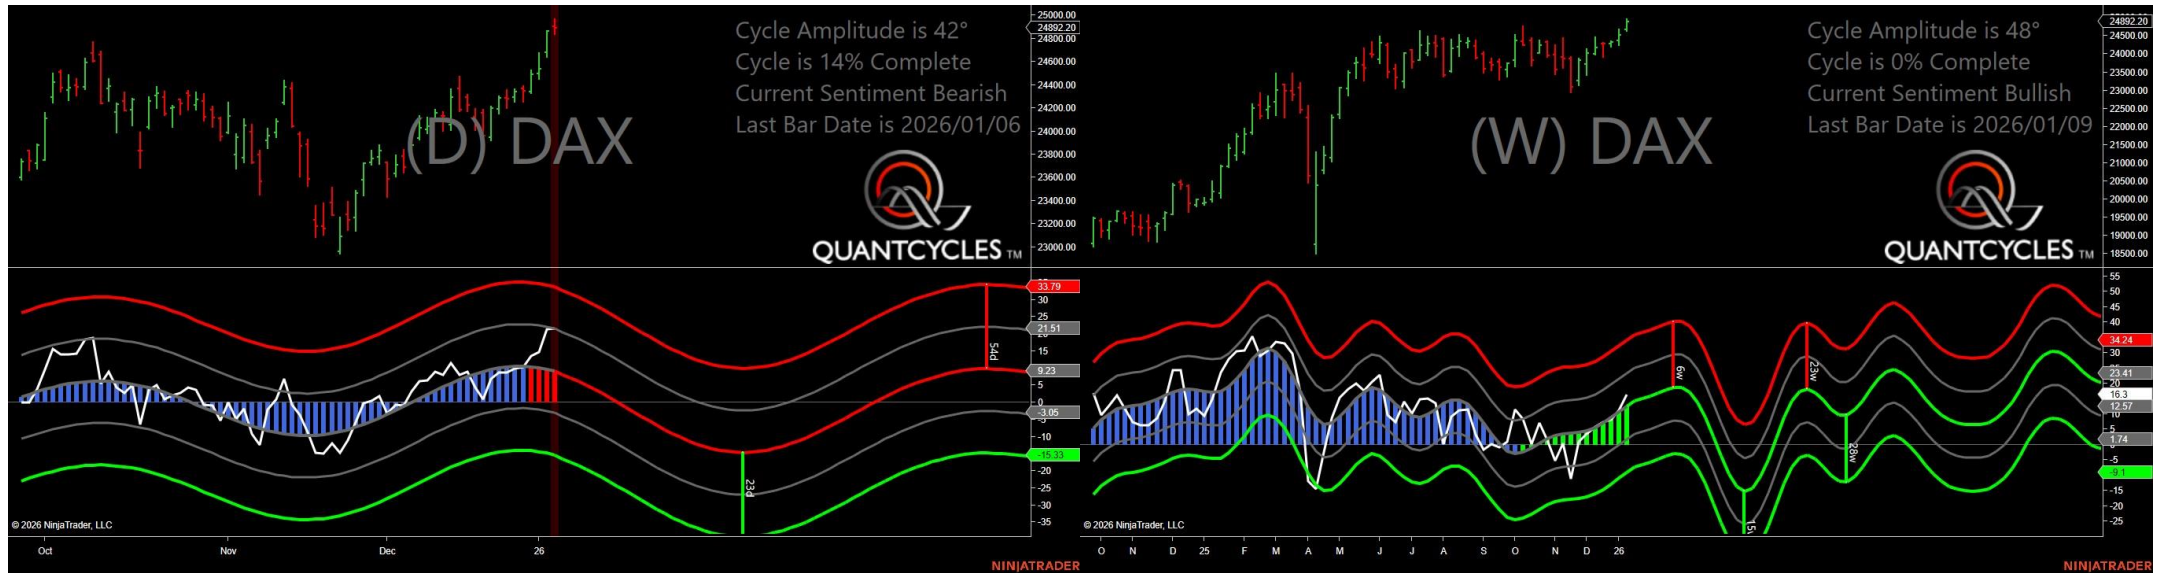 Cycle Amplitude is 42°
Cycle is 14% Complete
Current Sentiment Bearish
Last Bar Date is 2026/01/06
(D) DAX
QUANTCYCLES TM
25000.00
24892.20
24800.00
24600.00
24400.00
24200.00
24000.00
23800.00
23600.00
23400.00
23200.00
23000.00
33.79
30
25
21.51
15
9.23
5
0
-3.05
-10
-15.33
-20
-25
-30
-35
54d
23d
© 2026 NinjaTrader, LLC
Oct
Nov
Dec
26
NINJATRADER
Cycle Amplitude is 48°
Cycle is 0% Complete
Current Sentiment Bullish
Last Bar Date is 2026/01/09
(W) DAX
QUANTCYCLES TM
24892.20
24500.00
24000.00
23500.00
23000.00
22500.00
22000.00
21500.00
21000.00
20500.00
20000.00
19500.00
19000.00
18500.00
55
50
45
40
34.24
30
23.41
20
16.3
12.57
5
1.74
-5
-9.1
-15
-20
-25
6w
23w
28w
© 2026 NinjaTrader, LLC
O N D 25 F M A M J J A S O N D 26
NINJATRADER